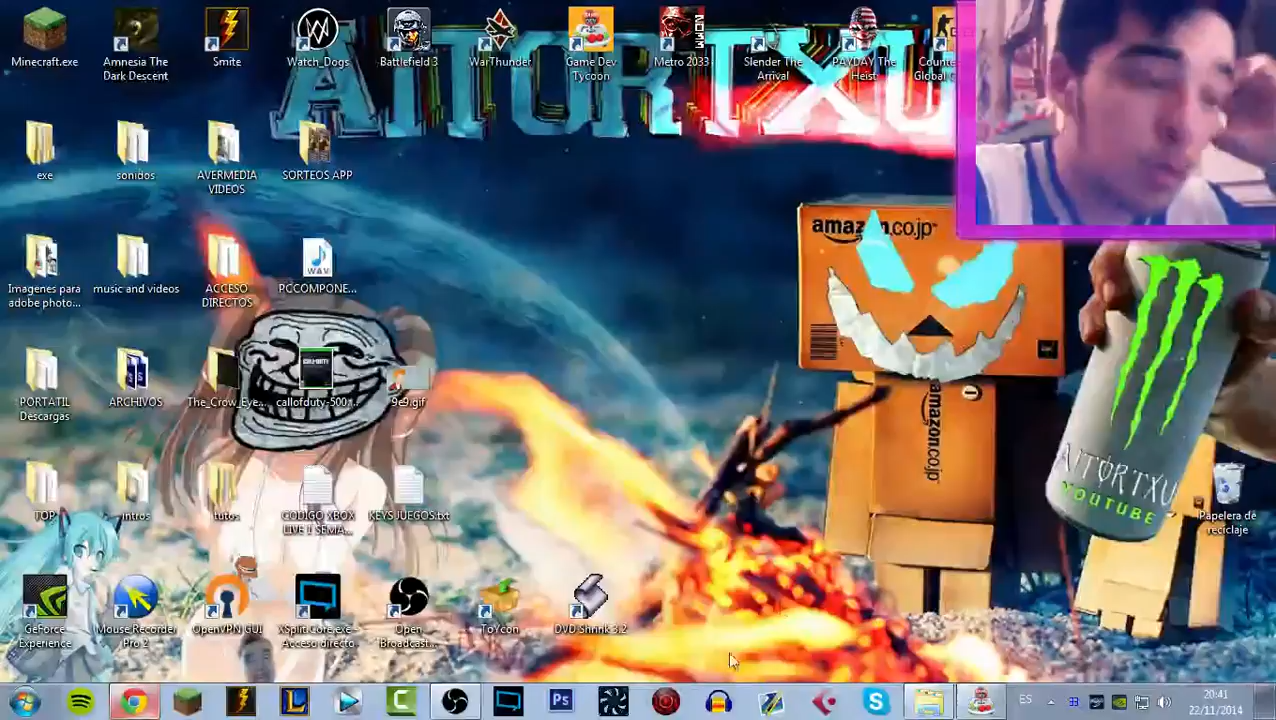 AITORTXU
Minecraft.exe
Amnesia The
Dark Descent
Smite
Watch_Dogs
Battlefield 3
WarThunder
Game Dev
Tycoon
Metro 2033
Slender The
Arrival
PAYDAY The
Heist
Counte
Global
exe
sonidos
AVERMEDIA
VIDEOS
SORTEOS APP
amazon.co.jp
Imagenes para
adobe photo...
music and videos
ACCESO
DIRECTOS
WAV
PCCOMPONE...
PORTATIL
Descargas
ARCHIVOS
The_Crow_Eye...
callofduty-500...
9e9.gif
amazon.co.jp
TOP
intros
tutos
CODIGO XBOX
LIVE 1 SEMA...
KEYS JUEGOS.txt
AITORTXU
YOUTUBE
Papelera de
reciclaje
GeForce
Experience
Mouse Recorder
Pro 2
OpenVPN GUI
XSplit.Core.exe -
Acceso directo
Open
Broadcast...
ToYcon
DVD Shrink 3.2
Ps
ES
20:41
22/11/2014